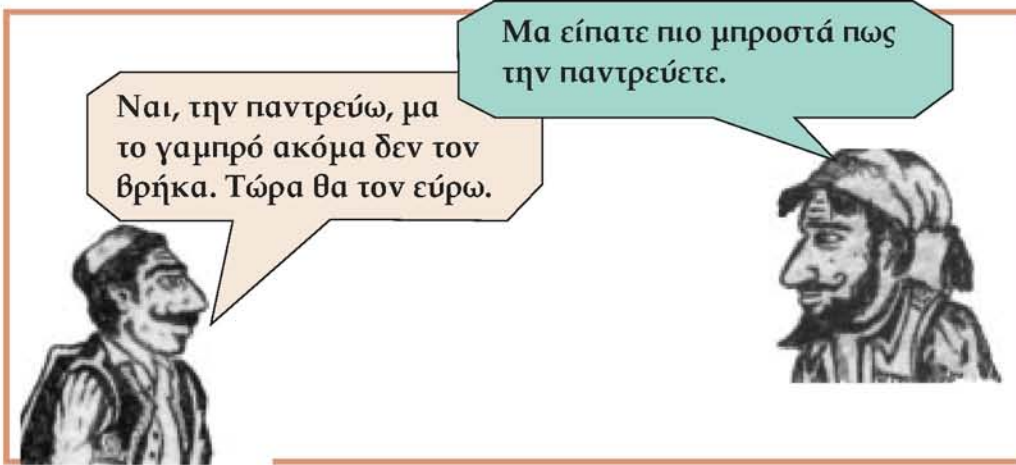 Μα είπατε πιο μπροστά πως
την παντρεύετε.
Ναι, την παντρεύω, μα
το γαμπρό ακόμα δεν τον
βρήκα. Τώρα θα τον εύρω.